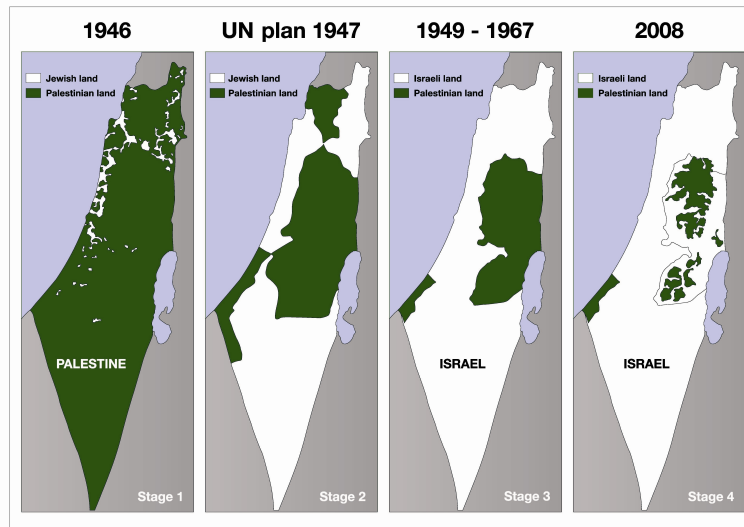 1946
Jewish land
Palestinian land
PALESTINE
Stage 1
UN plan 1947
Jewish land
Palestinian land
Stage 2
1949 - 1967
Israeli land
Palestinian land
ISRAEL
Stage 3
2008
Israeli land
Palestinian land
ISRAEL
Stage 4